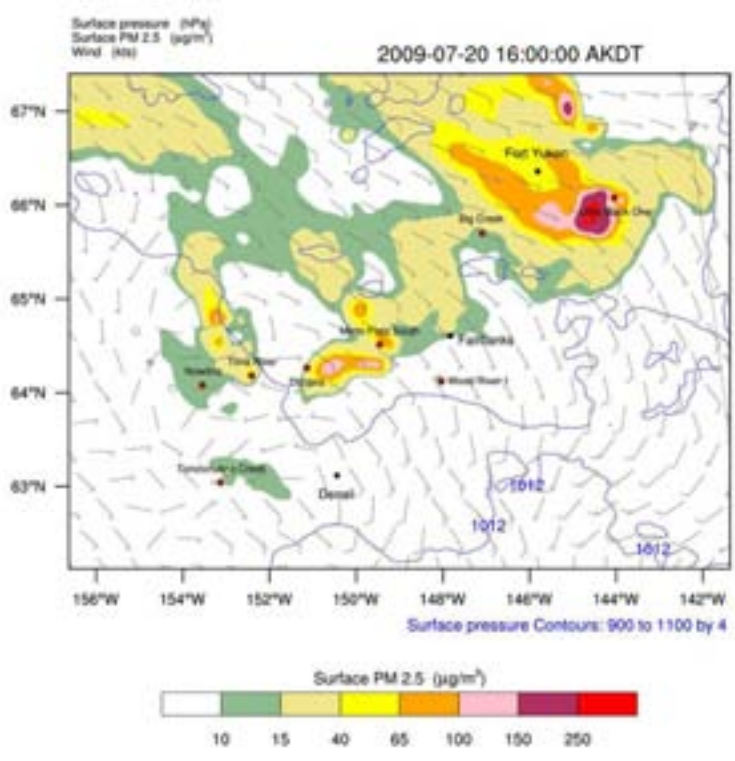 Surface pressure (hPa)
Surface PM 2.5 (μg/m³)
Wind (kts)
2009-07-20 16:00:00 AKDT
67°N
66°N
65°N
64°N
63°N
Fort Yukon
Big Creek
Fairbanks
Wood River I
Denali
1012
1012
1012
156°W 154°W 152°W 150°W 148°W 146°W 144°W 142°W
Surface pressure Contours: 900 to 1100 by 4
Surface PM 2.5 (μg/m³)
10 15 40 65 100 150 250